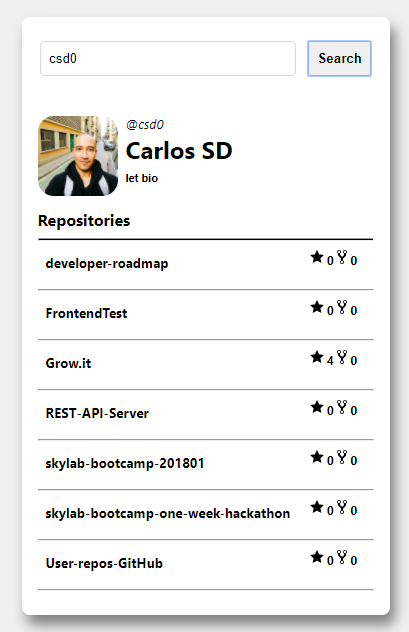 csd0 Search
@csd0
Carlos SD
let bio
Repositories
developer-roadmap 0 0
FrontendTest 0 0
Grow.it 4 0
REST-API-Server 0 0
skylab-bootcamp-201801 0 0
skylab-bootcamp-one-week-hackathon 0 0
User-repos-GitHub 0 0